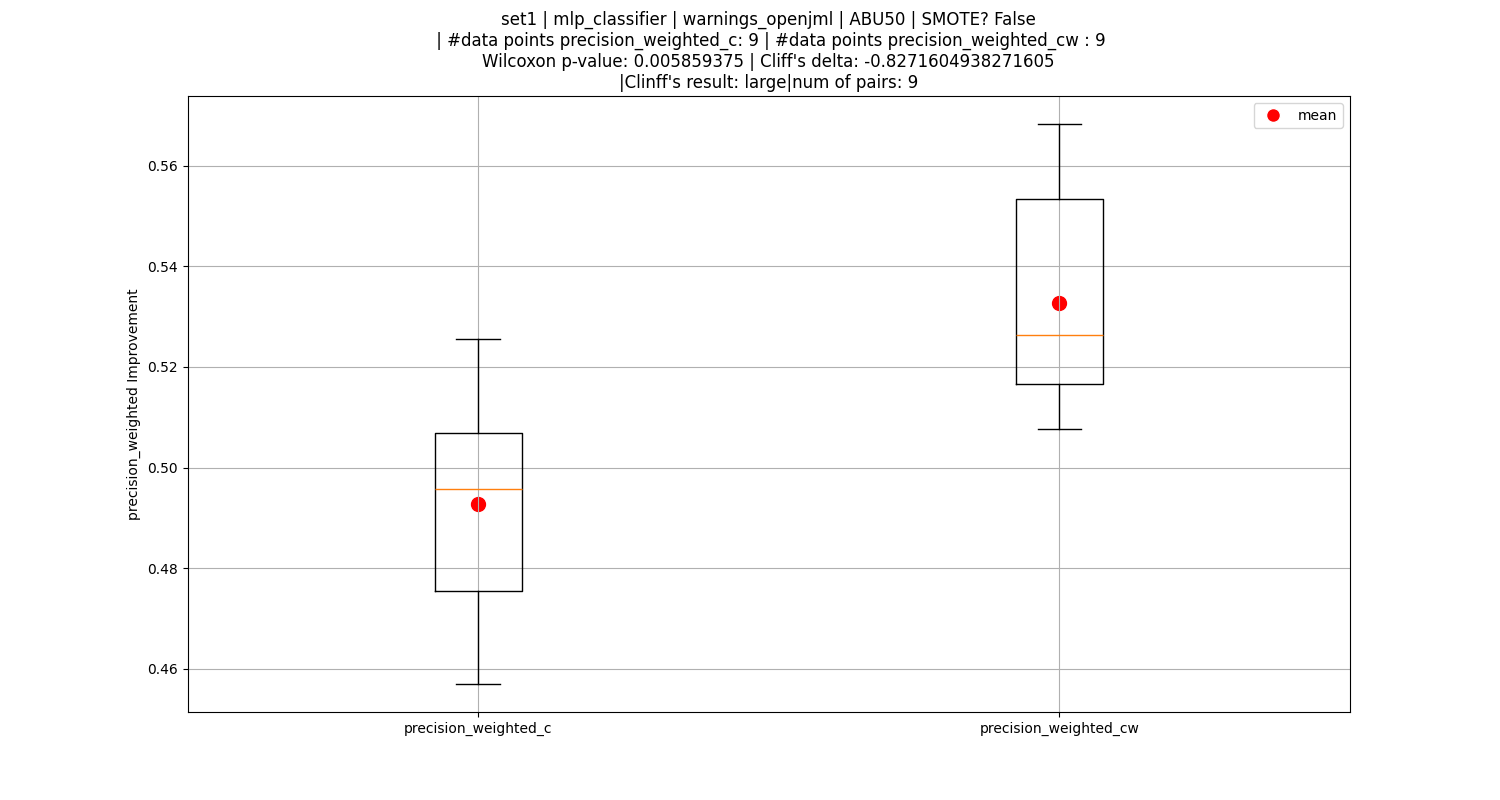 set1 | mlp_classifier | warnings_openjml | ABU50 | SMOTE? False
| #data points precision_weighted_c: 9 | #data points precision_weighted_cw : 9
Wilcoxon p-value: 0.005859375 | Cliff's delta: -0.8271604938271605
|Clinff's result: large|num of pairs: 9
mean
0.56
0.54
0.52
0.50
0.48
0.46
precision_weighted Improvement
precision_weighted_c
precision_weighted_cw